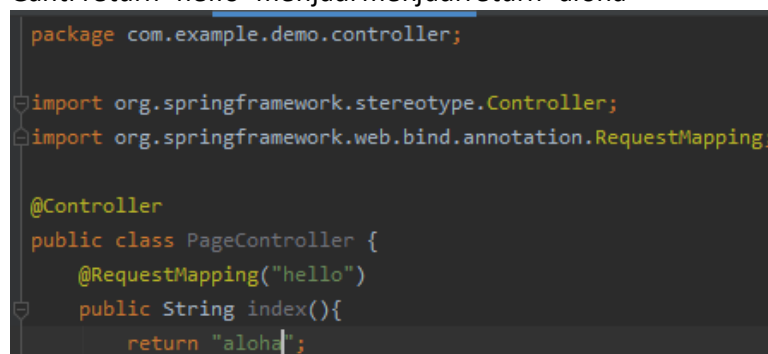 package com.example.demo.controller;
import org.springframework.stereotype.Controller;
import org.springframework.web.bind.annotation.RequestMapping;
@Controller
public class PageController {
@RequestMapping("hello")
public String index(){
return "aloha";